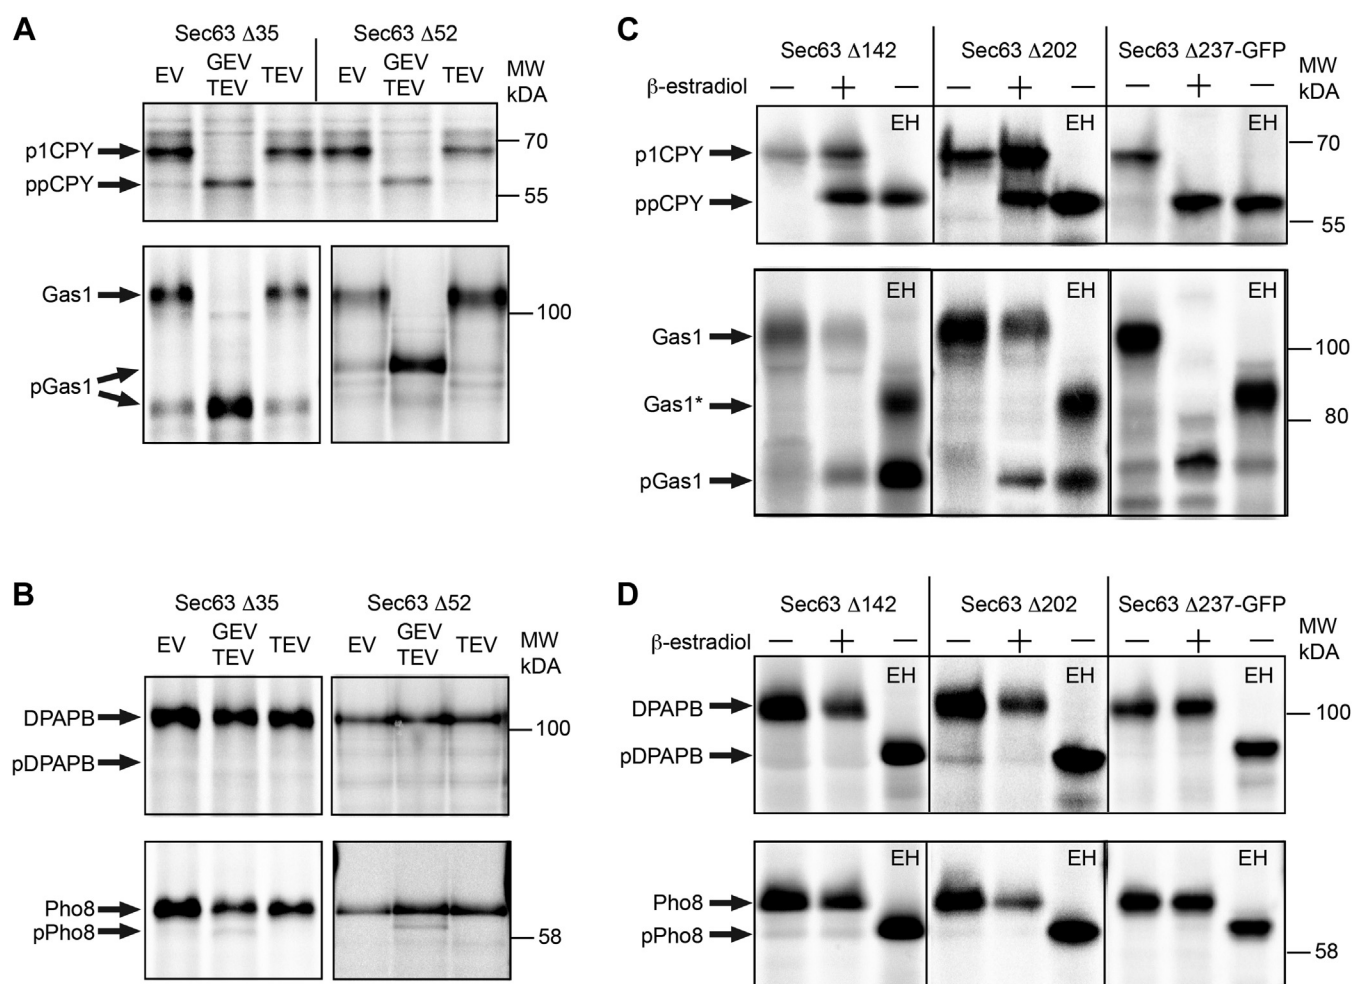 A
Sec63 Δ35
Sec63 Δ52
EV
GEV
TEV
TEV
EV
GEV
TEV
TEV
MW
kDA
p1CPY
ppCPY
70
55
Gas1
pGas1
100
B
Sec63 Δ35
Sec63 Δ52
EV
GEV
TEV
TEV
EV
GEV
TEV
TEV
MW
kDA
DPAPB
pDPAPB
100
Pho8
pPho8
58
C
Sec63 Δ142
Sec63 Δ202
Sec63 Δ237-GFP
β-estradiol
— + — — + — — + —
MW
kDA
EH
EH
EH
p1CPY
ppCPY
70
55
EH
EH
EH
Gas1
Gas1*
pGas1
100
80
D
Sec63 Δ142
Sec63 Δ202
Sec63 Δ237-GFP
β-estradiol
— + — — + — — + —
MW
kDA
EH
EH
EH
DPAPB
pDPAPB
100
EH
EH
EH
Pho8
pPho8
58